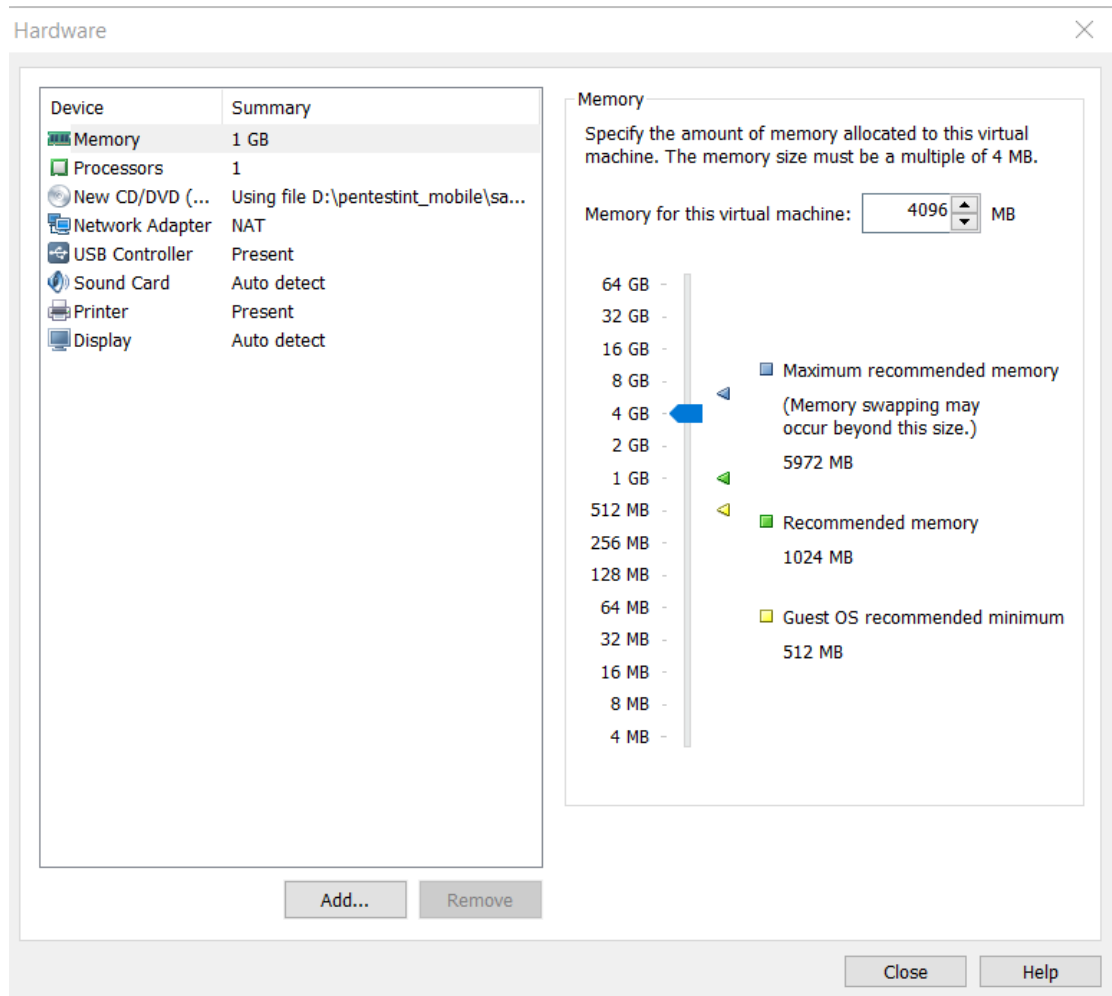 Hardware
Device Summary
Memory 1 GB
Processors 1
New CD/DVD (... Using file D:\pentestint_mobile\sa...
Network Adapter NAT
USB Controller Present
Sound Card Auto detect
Printer Present
Display Auto detect
Add... Remove
Memory
Specify the amount of memory allocated to this virtual
machine. The memory size must be a multiple of 4 MB.
Memory for this virtual machine: 4096 MB
64 GB
32 GB
16 GB
8 GB
4 GB
2 GB
1 GB
512 MB
256 MB
128 MB
64 MB
32 MB
16 MB
8 MB
4 MB
Maximum recommended memory
(Memory swapping may
occur beyond this size.)
5972 MB
Recommended memory
1024 MB
Guest OS recommended minimum
512 MB
Close Help